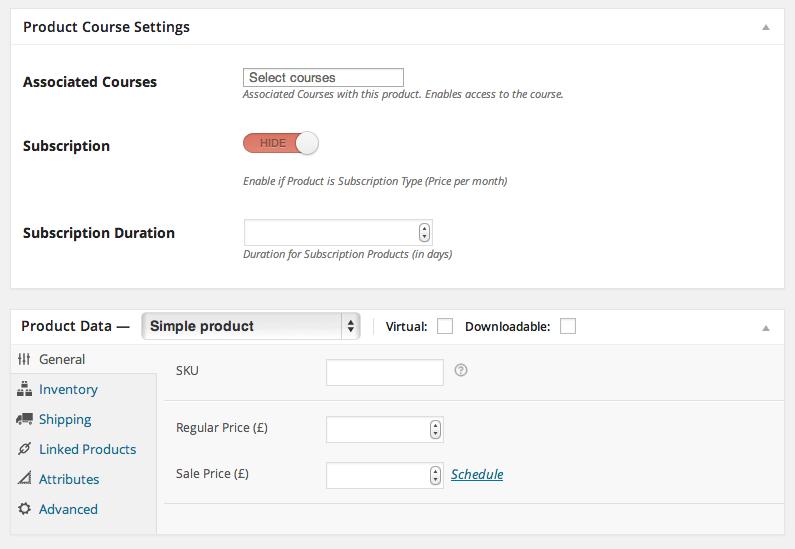 Product Course Settings
Associated Courses
Select courses
Associated Courses with this product. Enables access to the course.
Subscription
HIDE
Enable if Product is Subscription Type (Price per month)
Subscription Duration
Duration for Subscription Products (in days)
Product Data — Simple product Virtual: Downloadable:
General
Inventory
Shipping
Linked Products
Attributes
Advanced
SKU ?
Regular Price (£)
Sale Price (£) Schedule